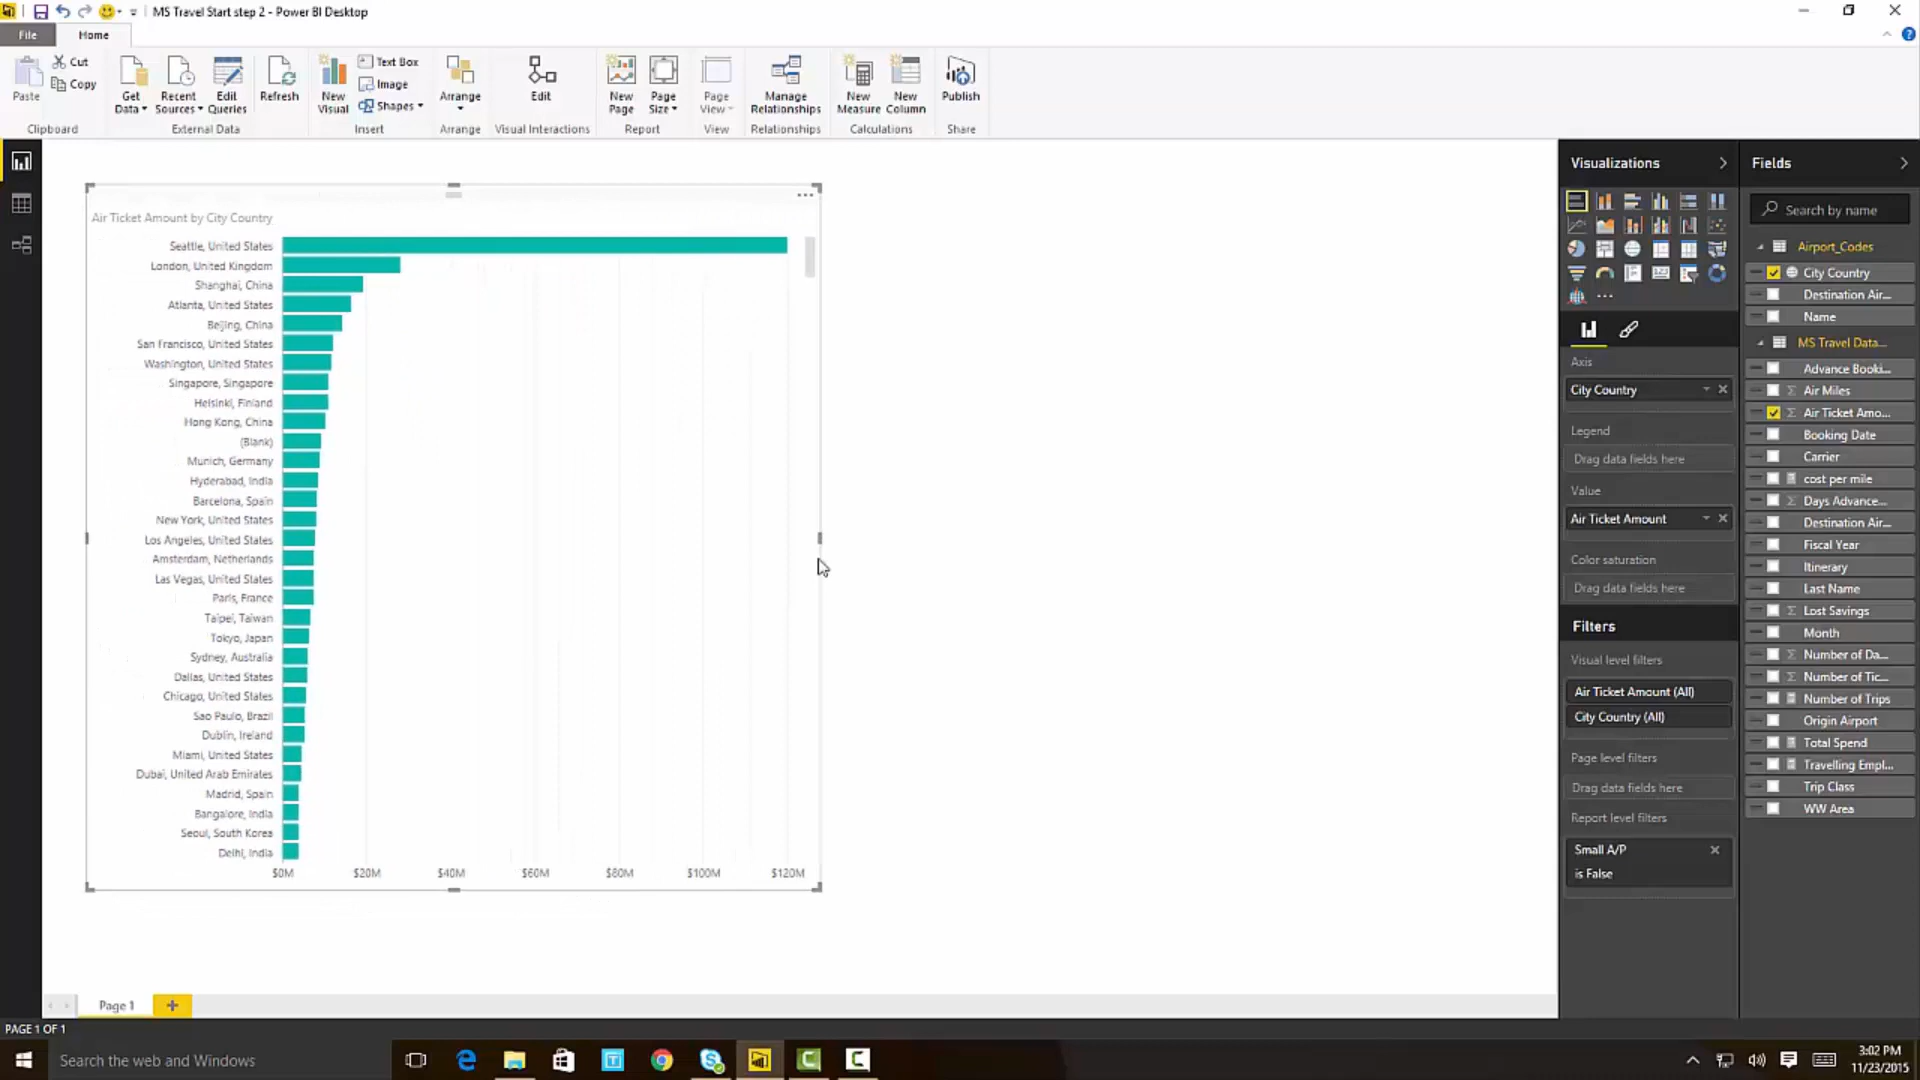 MS Travel Start step 2 - Power BI Desktop
File
Home
Paste
Cut
Copy
Clipboard
Get Data
Recent Sources
Edit Queries
Refresh
External Data
New Visual
Text Box
Image
Shapes
Insert
Arrange
Arrange
Edit
Visual Interactions
New Page
Page Size
Report
Page View
View
Manage Relationships
Relationships
New Measure
New Column
Calculations
Publish
Share
Air Ticket Amount by City Country
Seattle, United States
London, United Kingdom
Shanghai, China
Atlanta, United States
Beijing, China
San Francisco, United States
Washington, United States
Singapore, Singapore
Helsinki, Finland
Hong Kong, China
(Blank)
Munich, Germany
Hyderabad, India
Barcelona, Spain
New York, United States
Los Angeles, United States
Amsterdam, Netherlands
Las Vegas, United States
Paris, France
Taipei, Taiwan
Tokyo, Japan
Sydney, Australia
Dallas, United States
Chicago, United States
Sao Paulo, Brazil
Dublin, Ireland
Miami, United States
Dubai, United Arab Emirates
Madrid, Spain
Bangalore, India
Seoul, South Korea
Delhi, India
$0M $20M $40M $60M $80M $100M $120M
Visualizations
Axis
City Country
Legend
Drag data fields here
Value
Air Ticket Amount
Color saturation
Drag data fields here
Filters
Visual level filters
Air Ticket Amount (All)
City Country (All)
Page level filters
Drag data fields here
Report level filters
Small A/P
is False
Fields
Search by name
Airport_Codes
City Country
Destination Air...
Name
MS Travel Data...
Advance Booki...
Air Miles
Air Ticket Amo...
Booking Date
Carrier
cost per mile
Days Advance...
Destination Air...
Fiscal Year
Itinerary
Last Name
Lost Savings
Month
Number of Da...
Number of Tic...
Number of Trips
Origin Airport
Total Spend
Travelling Empl...
Trip Class
WW Area
Page 1
PAGE 1 OF 1
Search the web and Windows
3:02 PM
11/23/2015